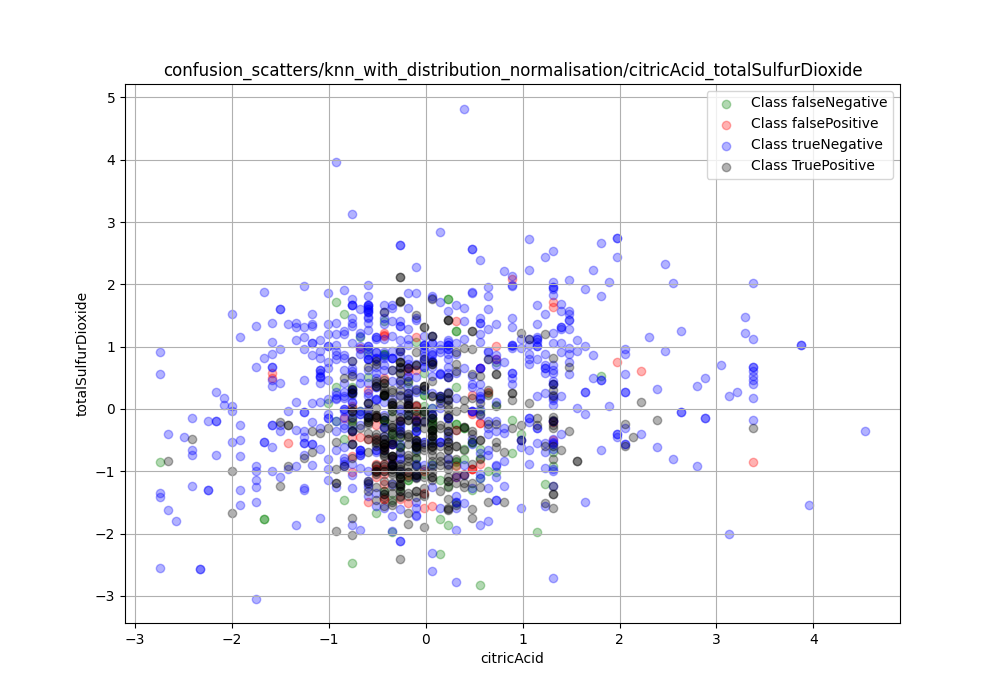 confusion_scatters/knn_with_distribution_normalisation/citricAcid_totalSulfurDioxide
Class falseNegative
Class falsePositive
Class trueNegative
Class TruePositive
totalSulfurDioxide
5
4
3
2
1
0
−1
−2
−3
−3
−2
−1
0
1
2
3
4
citricAcid